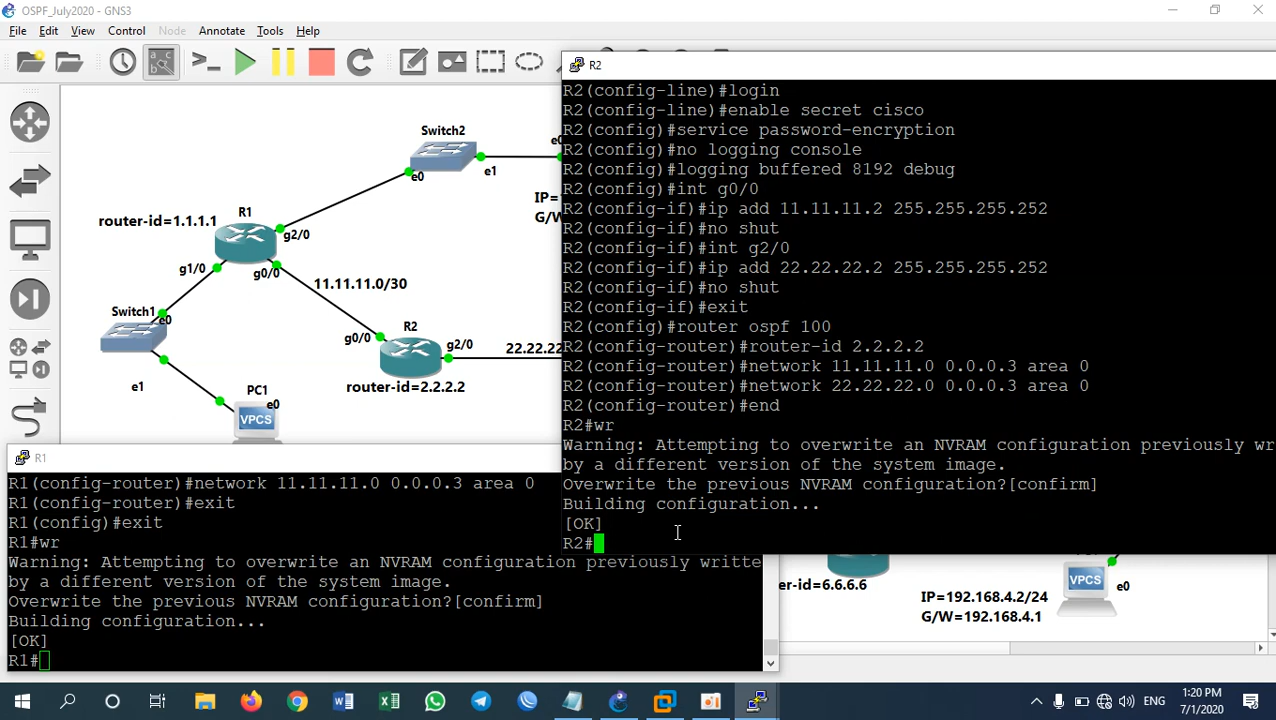 OSPF_July2020 - GNS3
File Edit View Control Node Annotate Tools Help
R2
R2(config-line)#login
R2(config-line)#enable secret cisco
R2(config)#service password-encryption
R2(config)#no logging console
R2(config)#logging buffered 8192 debug
R2(config)#int g0/0
R2(config-if)#ip add 11.11.11.2 255.255.255.252
R2(config-if)#no shut
R2(config-if)#int g2/0
R2(config-if)#ip add 22.22.22.2 255.255.255.252
R2(config-if)#no shut
R2(config-if)#exit
R2(config)#router ospf 100
R2(config-router)#router-id 2.2.2.2
R2(config-router)#network 11.11.11.0 0.0.0.3 area 0
R2(config-router)#network 22.22.22.0 0.0.0.3 area 0
R2(config-router)#end
R2#wr
Warning: Attempting to overwrite an NVRAM configuration previously wr
by a different version of the system image.
Overwrite the previous NVRAM configuration?[confirm]
Building configuration...
[OK]
R2#
Switch2
e0
e1
IP=
G/W=
router-id=1.1.1.1
R1
g2/0
g1/0
g0/0
11.11.11.0/30
Switch1
e0
e1
R2
g0/0
g2/0
22.22.22
router-id=2.2.2.2
PC1
e0
VPCS
R1
R1(config-router)#network 11.11.11.0 0.0.0.3 area 0
R1(config-router)#exit
R1(config)#exit
R1#wr
Warning: Attempting to overwrite an NVRAM configuration previously writte
by a different version of the system image.
Overwrite the previous NVRAM configuration?[confirm]
Building configuration...
[OK]
R1#
er-id=6.6.6.6
VPCS
e0
IP=192.168.4.2/24
G/W=192.168.4.1
ENG
1:20 PM
7/1/2020